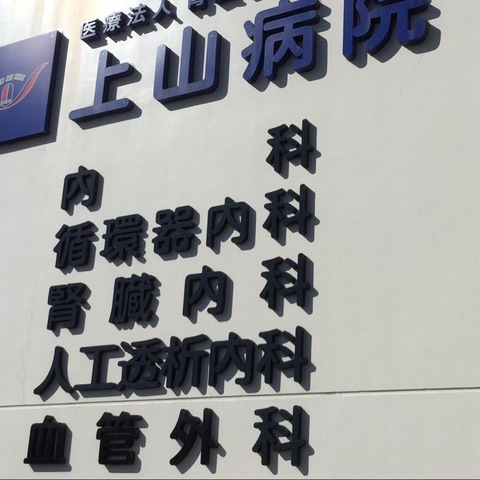 医療法人
上山病院
内科
循環器内科
腎臓内科
人工透析内科
血管外科